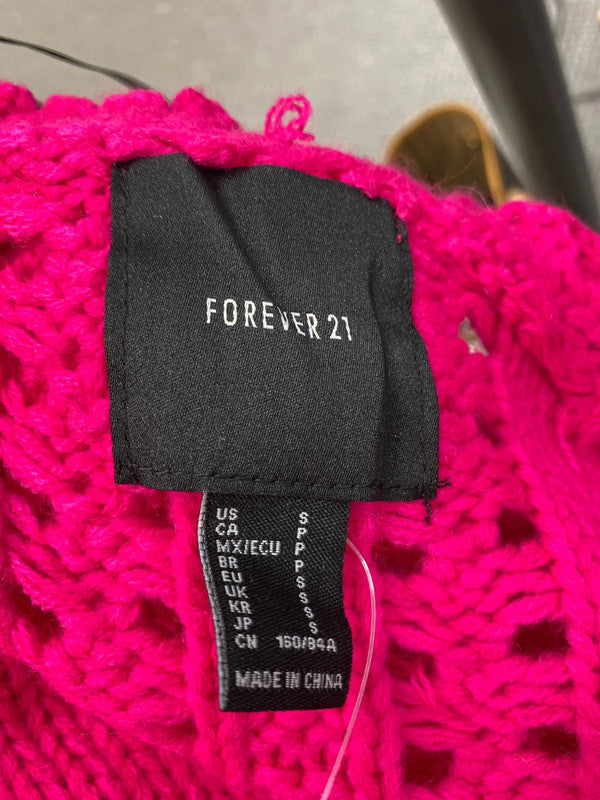 FOREVER 21
US S
CA P
MX/ECU P
BR P
EU S
UK S
KR S
JP S
CN 160/84A
MADE IN CHINA